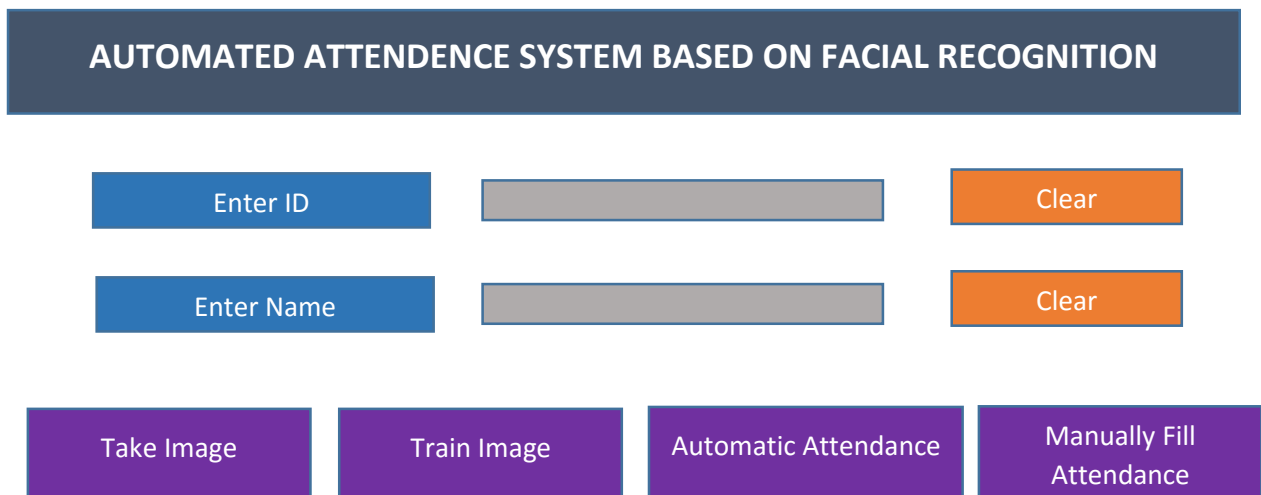 AUTOMATED ATTENDENCE SYSTEM BASED ON FACIAL RECOGNITION
Enter ID
Clear
Enter Name
Clear
Take Image
Train Image
Automatic Attendance
Manually Fill
Attendance